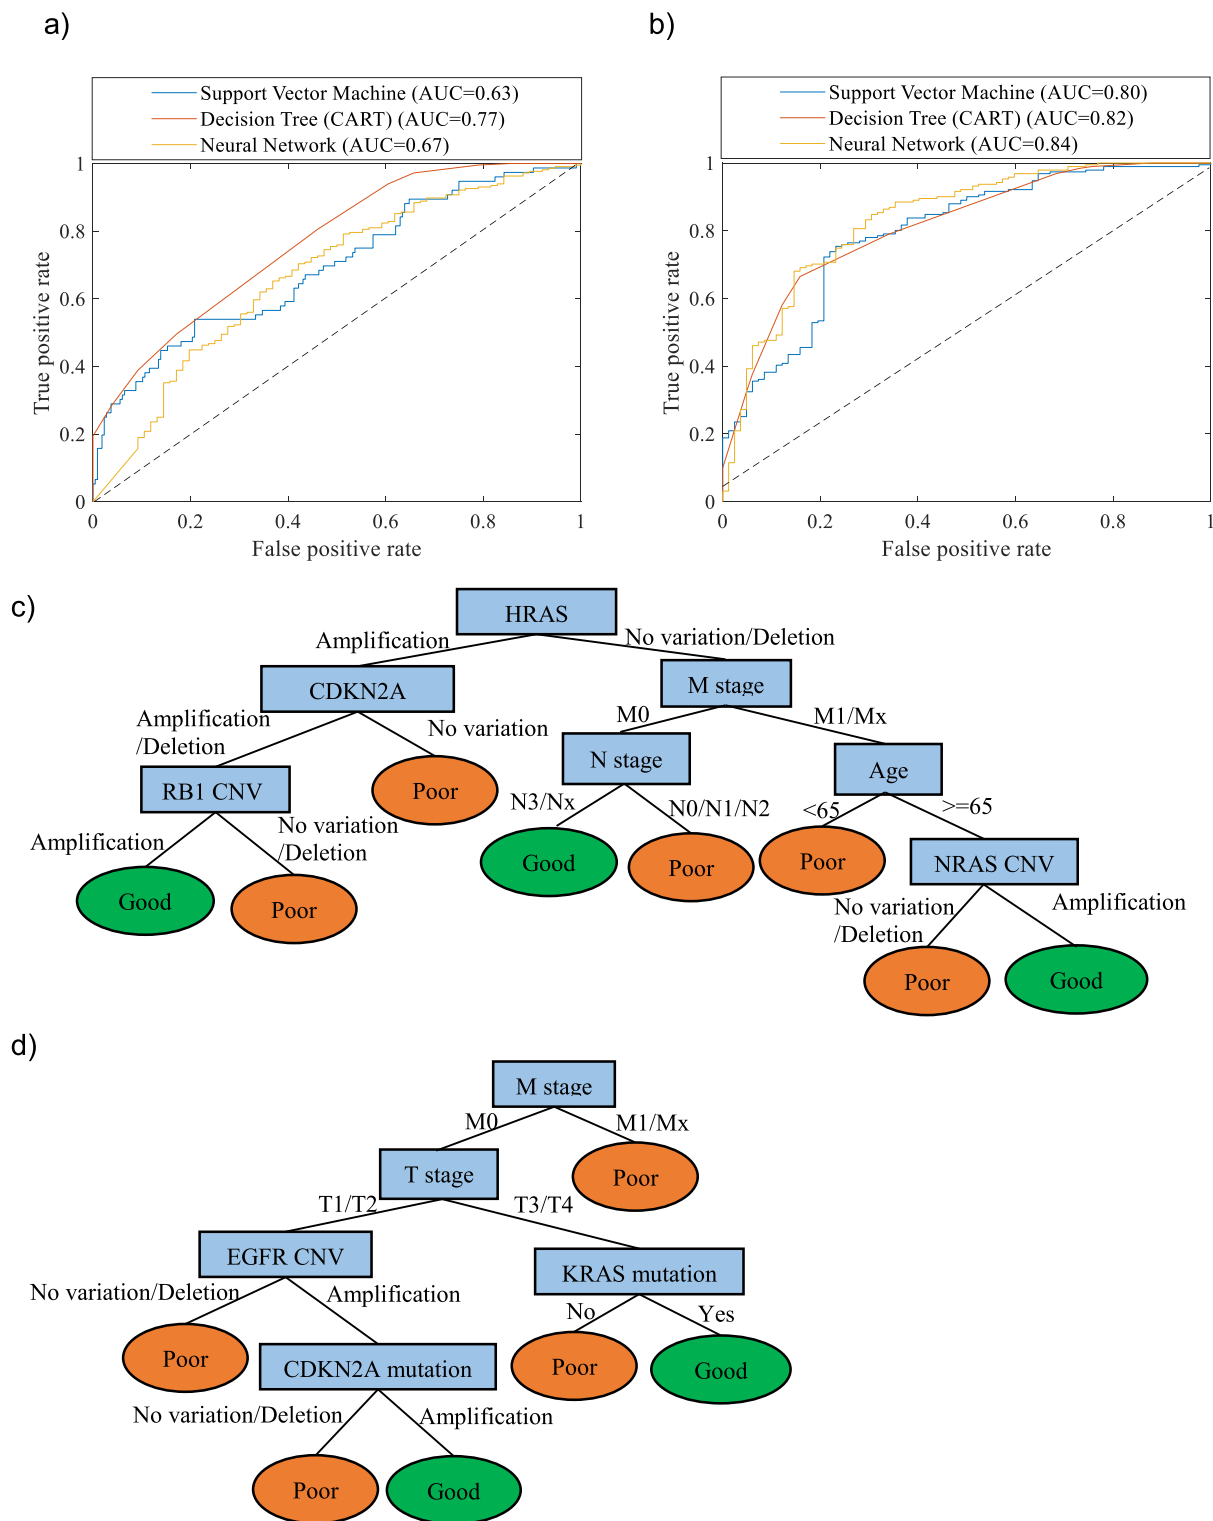 a)
Support Vector Machine (AUC=0.63)
Decision Tree (CART) (AUC=0.77)
Neural Network (AUC=0.67)
1
0.8
0.6
0.4
0.2
0
0
0.2
0.4
0.6
0.8
1
True positive rate
False positive rate
b)
Support Vector Machine (AUC=0.80)
Decision Tree (CART) (AUC=0.82)
Neural Network (AUC=0.84)
1
0.8
0.6
0.4
0.2
0
0
0.2
0.4
0.6
0.8
1
True positive rate
False positive rate
c)
HRAS
Amplification
No variation/Deletion
CDKN2A
M stage
Amplification
/Deletion
No variation
M0
M1/Mx
RB1 CNV
Poor
N stage
Age
Amplification
No variation
/Deletion
N3/Nx
N0/N1/N2
<65
>=65
Good
Poor
Good
Poor
Poor
NRAS CNV
No variation
/Deletion
Amplification
Poor
Good
d)
M stage
M0
M1/Mx
T stage
Poor
T1/T2
T3/T4
EGFR CNV
KRAS mutation
No variation/Deletion
Amplification
No
Yes
Poor
CDKN2A mutation
Poor
Good
No variation/Deletion
Amplification
Poor
Good